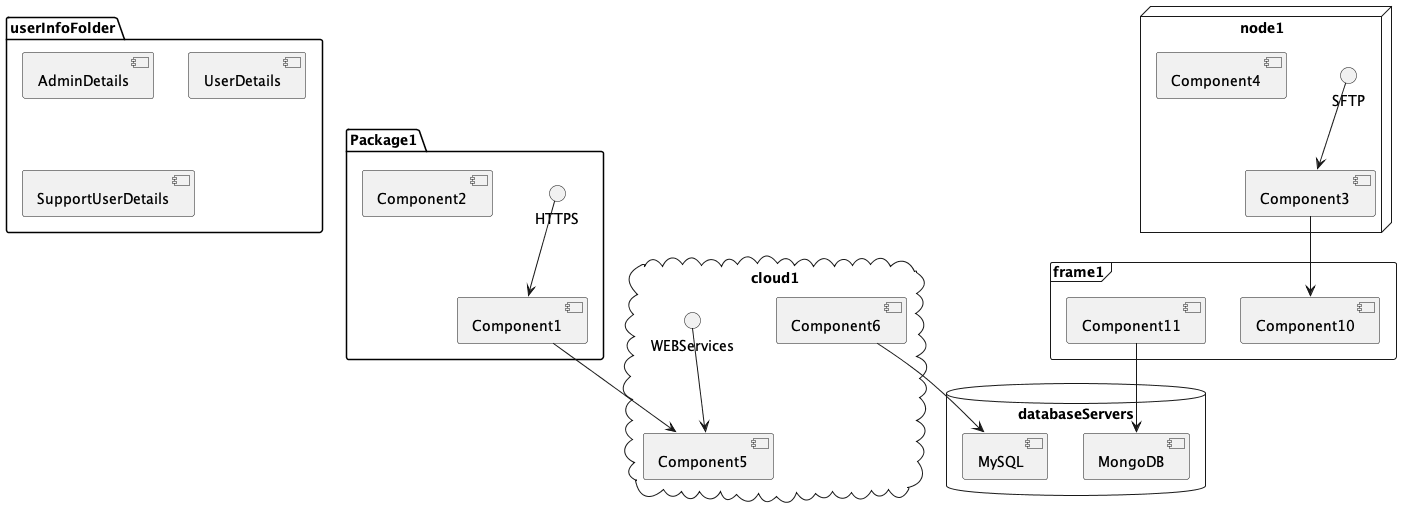 userInfoFolder
AdminDetails
UserDetails
SupportUserDetails
Package1
Component2
HTTPS
Component1
cloud1
WEBServices
Component6
Component5
node1
Component4
SFTP
Component3
frame1
Component11
Component10
databaseServers
MySQL
MongoDB